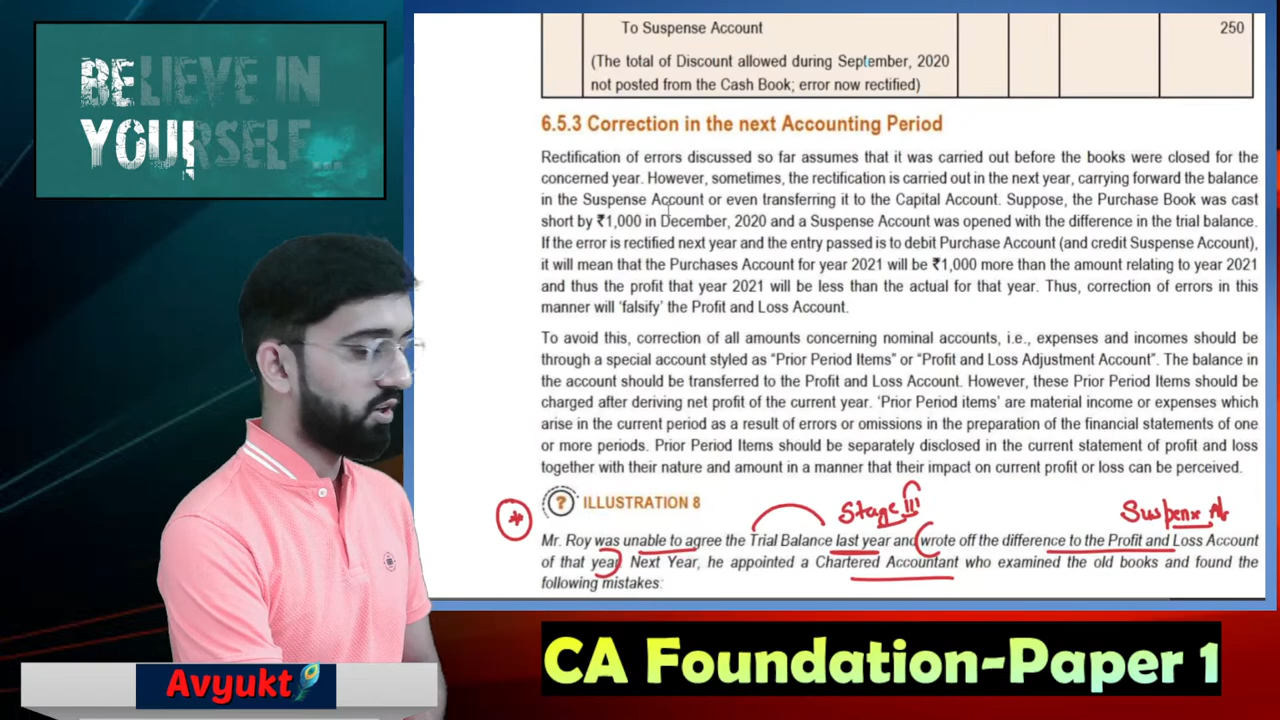 BELIEVE IN
YOURSELF...
To Suspense Account 250
(The total of Discount allowed during September, 2020
not posted from the Cash Book; error now rectified)
6.5.3 Correction in the next Accounting Period
Rectification of errors discussed so far assumes that it was carried out before the books were closed for the
concerned year. However, sometimes, the rectification is carried out in the next year, carrying forward the balance
in the Suspense Account or even transferring it to the Capital Account. Suppose, the Purchase Book was cast
short by ₹1,000 in December, 2020 and a Suspense Account was opened with the difference in the trial balance.
If the error is rectified next year and the entry passed is to debit Purchase Account (and credit Suspense Account),
it will mean that the Purchases Account for year 2021 will be ₹1,000 more than the amount relating to year 2021
and thus the profit that year 2021 will be less than the actual for that year. Thus, correction of errors in this
manner will ‘falsify’ the Profit and Loss Account.
To avoid this, correction of all amounts concerning nominal accounts, i.e., expenses and incomes should be
through a special account styled as “Prior Period Items” or “Profit and Loss Adjustment Account”. The balance in
the account should be transferred to the Profit and Loss Account. However, these Prior Period Items should be
charged after deriving net profit of the current year. ‘Prior Period items’ are material income or expenses which
arise in the current period as a result of errors or omissions in the preparation of the financial statements of one
or more periods. Prior Period Items should be separately disclosed in the current statement of profit and loss
together with their nature and amount in a manner that their impact on current profit or loss can be perceived.
? ILLUSTRATION 8
Stage III Suspense A/c
Mr. Roy was unable to agree the Trial Balance last year and wrote off the difference to the Profit and Loss Account
of that year. Next Year, he appointed a Chartered Accountant who examined the old books and found the
following mistakes:
Avyukt
CA Foundation-Paper 1